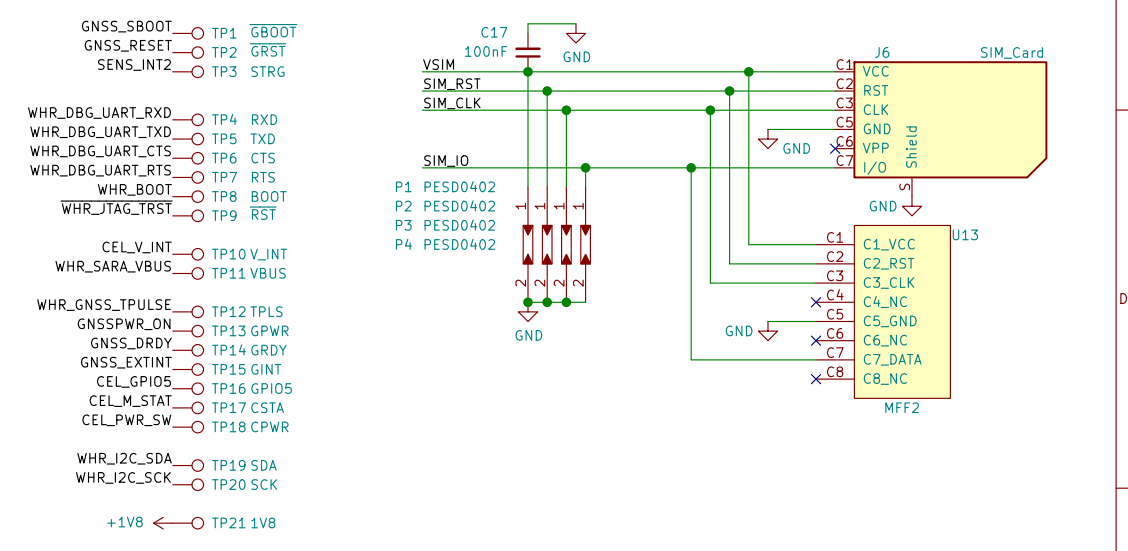 GNSS_SBOOT TP1 GBOOT
GNSS_RESET TP2 GRST
SENS_INT2 TP3 STRG
WHR_DBG_UART_RXD TP4 RXD
WHR_DBG_UART_TXD TP5 TXD
WHR_DBG_UART_CTS TP6 CTS
WHR_DBG_UART_RTS TP7 RTS
WHR_BOOT TP8 BOOT
WHR_JTAG_TRST TP9 RST
CEL_V_INT TP10 V_INT
WHR_SARA_VBUS TP11 VBUS
WHR_GNSS_TPULSE TP12 TPLS
GNSSPWR_ON TP13 GPWR
GNSS_DRDY TP14 GRDY
GNSS_EXTINT TP15 GINT
CEL_GPIO5 TP16 GPIO5
CEL_M_STAT TP17 CSTA
CEL_PWR_SW TP18 CPWR
WHR_I2C_SDA TP19 SDA
WHR_I2C_SCK TP20 SCK
+1V8 TP21 1V8
C17
100nF
GND
VSIM
SIM_RST
SIM_CLK
SIM_IO
P1 PESD0402
P2 PESD0402
P3 PESD0402
P4 PESD0402
1 1 1 1
2 2 2 2
GND
J6 SIM_Card
C1 VCC
C2 RST
C3 CLK
C5 GND
GND
C6 VPP
C7 I/O
Shield
S
GND
U13
C1 C1_VCC
C2 C2_RST
C3 C3_CLK
C4 C4_NC
C5 C5_GND
GND
C6 C6_NC
C7 C7_DATA
C8 C8_NC
MFF2
D